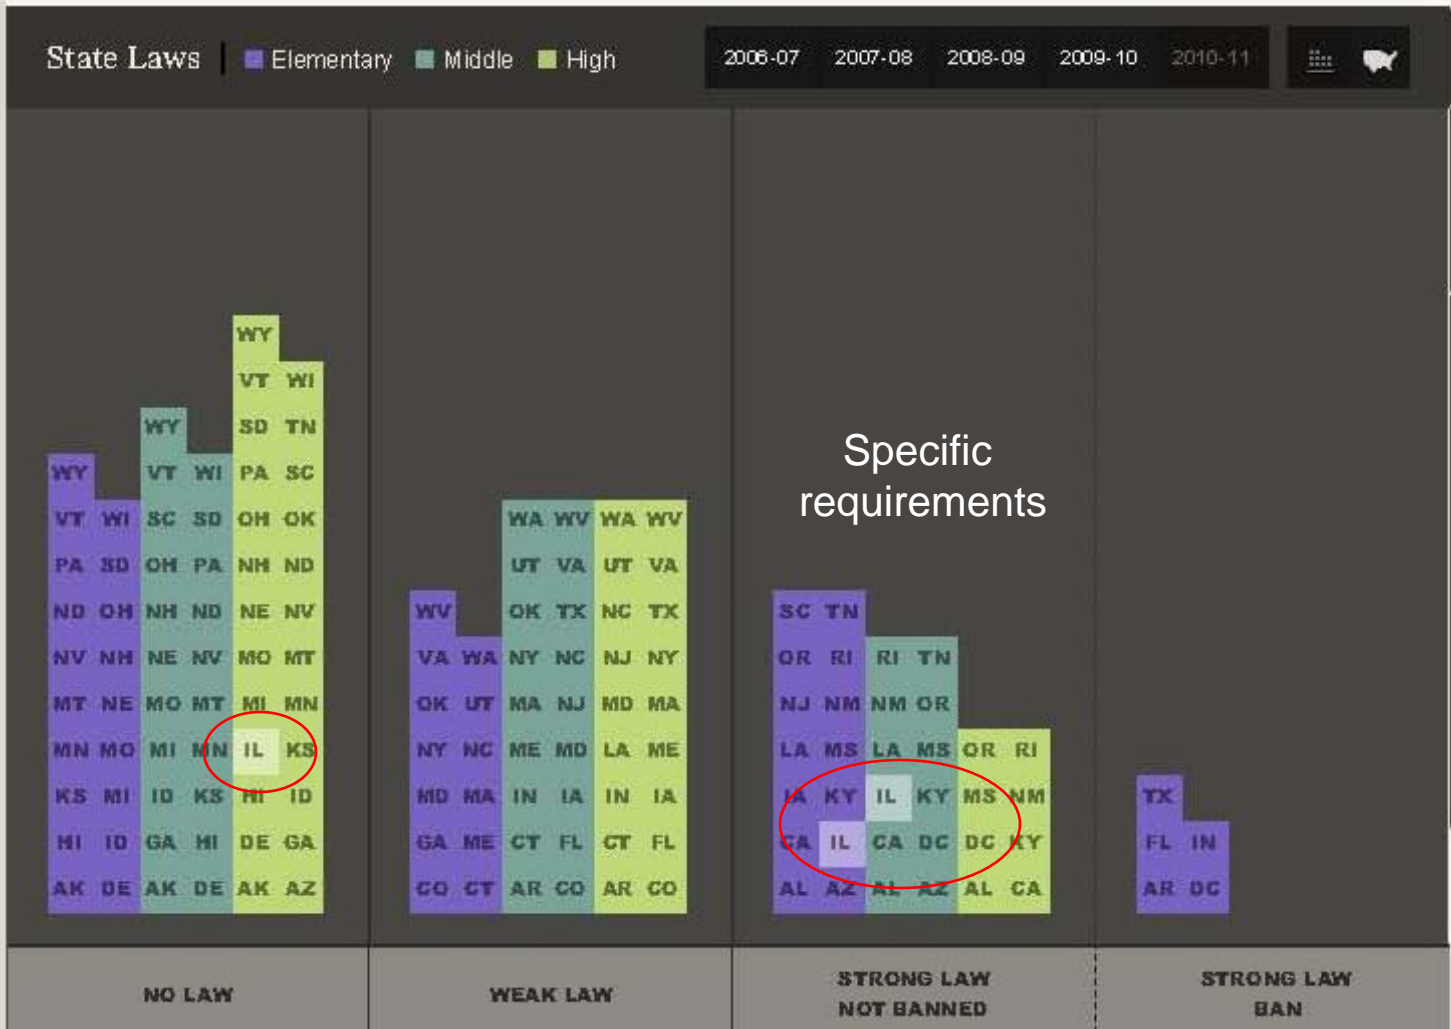 State Laws Elementary Middle High 2006-07 2007-08 2008-09 2009-10 2010-11
WY
VT WI
WY SD TN
WY VT WI PA SC
VT WI SC SD OH OK
PA SD OH PA NH ND
ND OH NH ND NE NV
NV NH NE NV MO MT
MT NE MO MT MI MN
MN MO MI MN IL KS
KS MI ID KS HI ID
HI ID GA HI DE GA
AK DE AK DE AK AZ
NO LAW
WA WV WA WV
UT VA UT VA
WV OK TX NC TX
VA WA NY NC NJ NY
OK UT MA NJ MD MA
NY NC ME MD LA ME
MD MA IN IA IN IA
GA ME CT FL CT FL
CO CT AR CO AR CO
WEAK LAW
Specific
requirements
SC TN
OR RI RI TN
NJ NM NM OR
LA MS LA MS OR RI
IA KY IL KY MS NM
CA IL CA DC DC KY
AL AZ AL AZ AL CA
STRONG LAW
NOT BANNED
TX
FL IN
AR DC
STRONG LAW
BAN